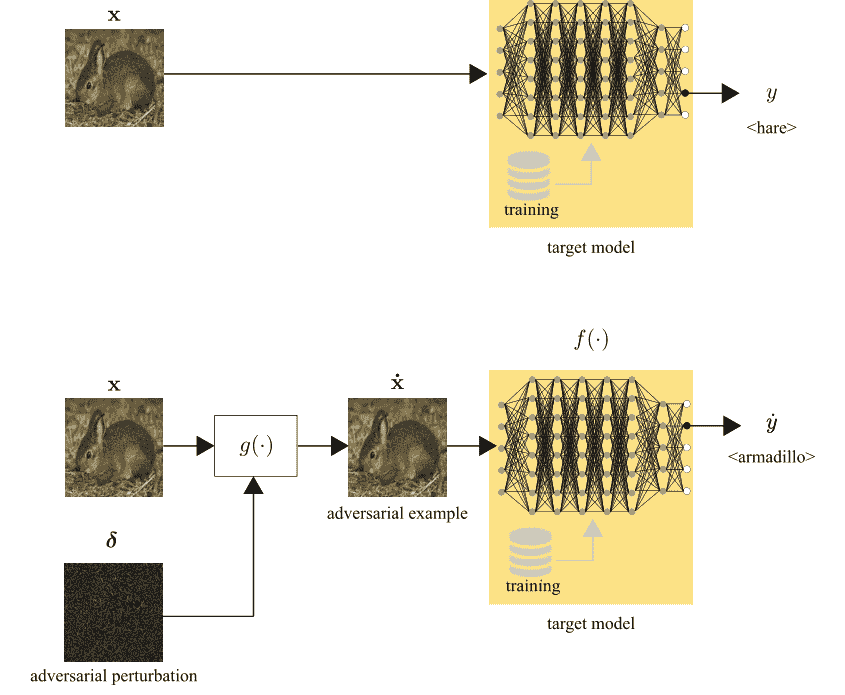 x
y
<hare>
training
target model
f(·)
x
ẋ
g(·)
ẏ
<armadillo>
adversarial example
δ
training
target model
adversarial perturbation